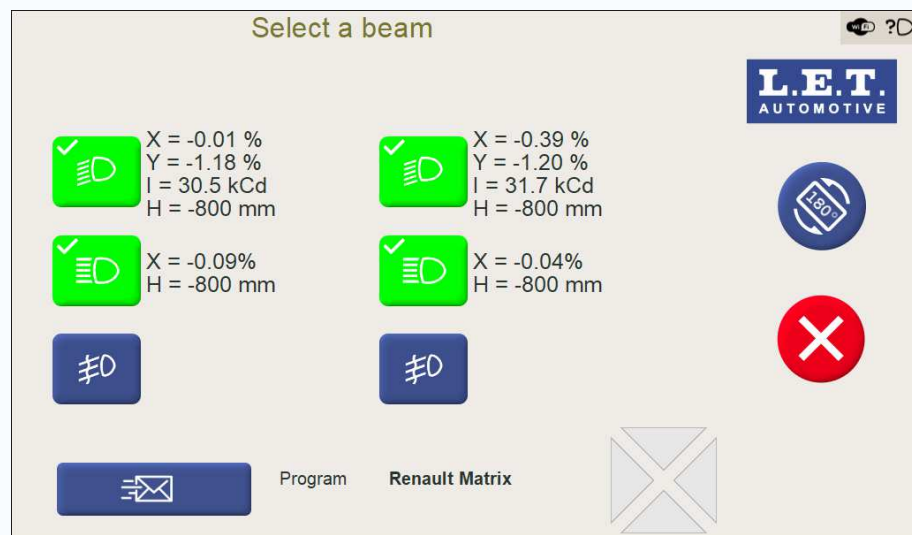 Select a beam
WiFi ?
L.E.T.
AUTOMOTIVE
X = -0.01 %
Y = -1.18 %
I = 30.5 kCd
H = -800 mm
X = -0.39 %
Y = -1.20 %
I = 31.7 kCd
H = -800 mm
180°
X = -0.09%
H = -800 mm
X = -0.04%
H = -800 mm
Program Renault Matrix